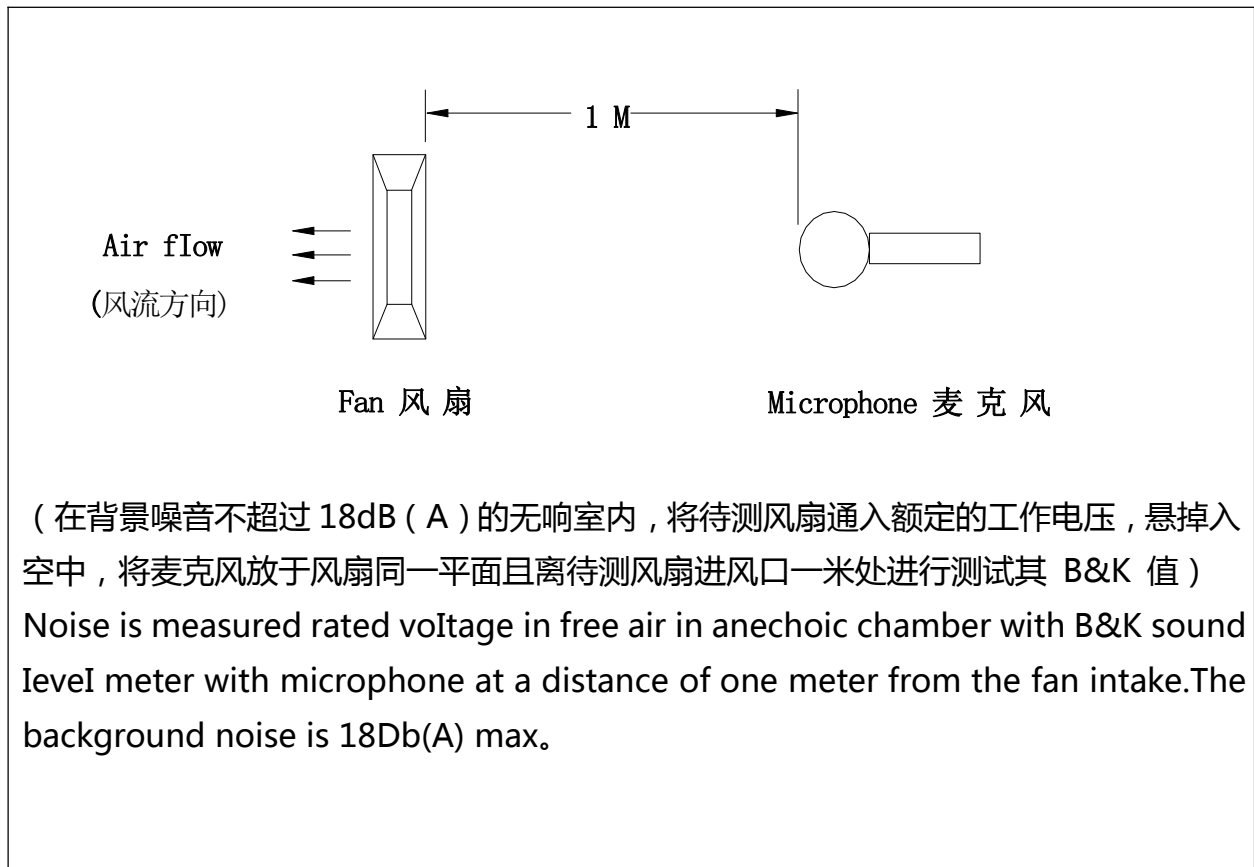 1 M
Air fIow
(风流方向)
Fan 风 扇
Microphone 麦 克 风
（在背景噪音不超过 18dB（A）的无响室内，将待测风扇通入额定的工作电压，悬掉入
空中，将麦克风放于风扇同一平面且离待测风扇进风口一米处进行测试其 B&K 值）
Noise is measured rated voItage in free air in anechoic chamber with B&K sound
IeveI meter with microphone at a distance of one meter from the fan intake.The
background noise is 18Db(A) max。